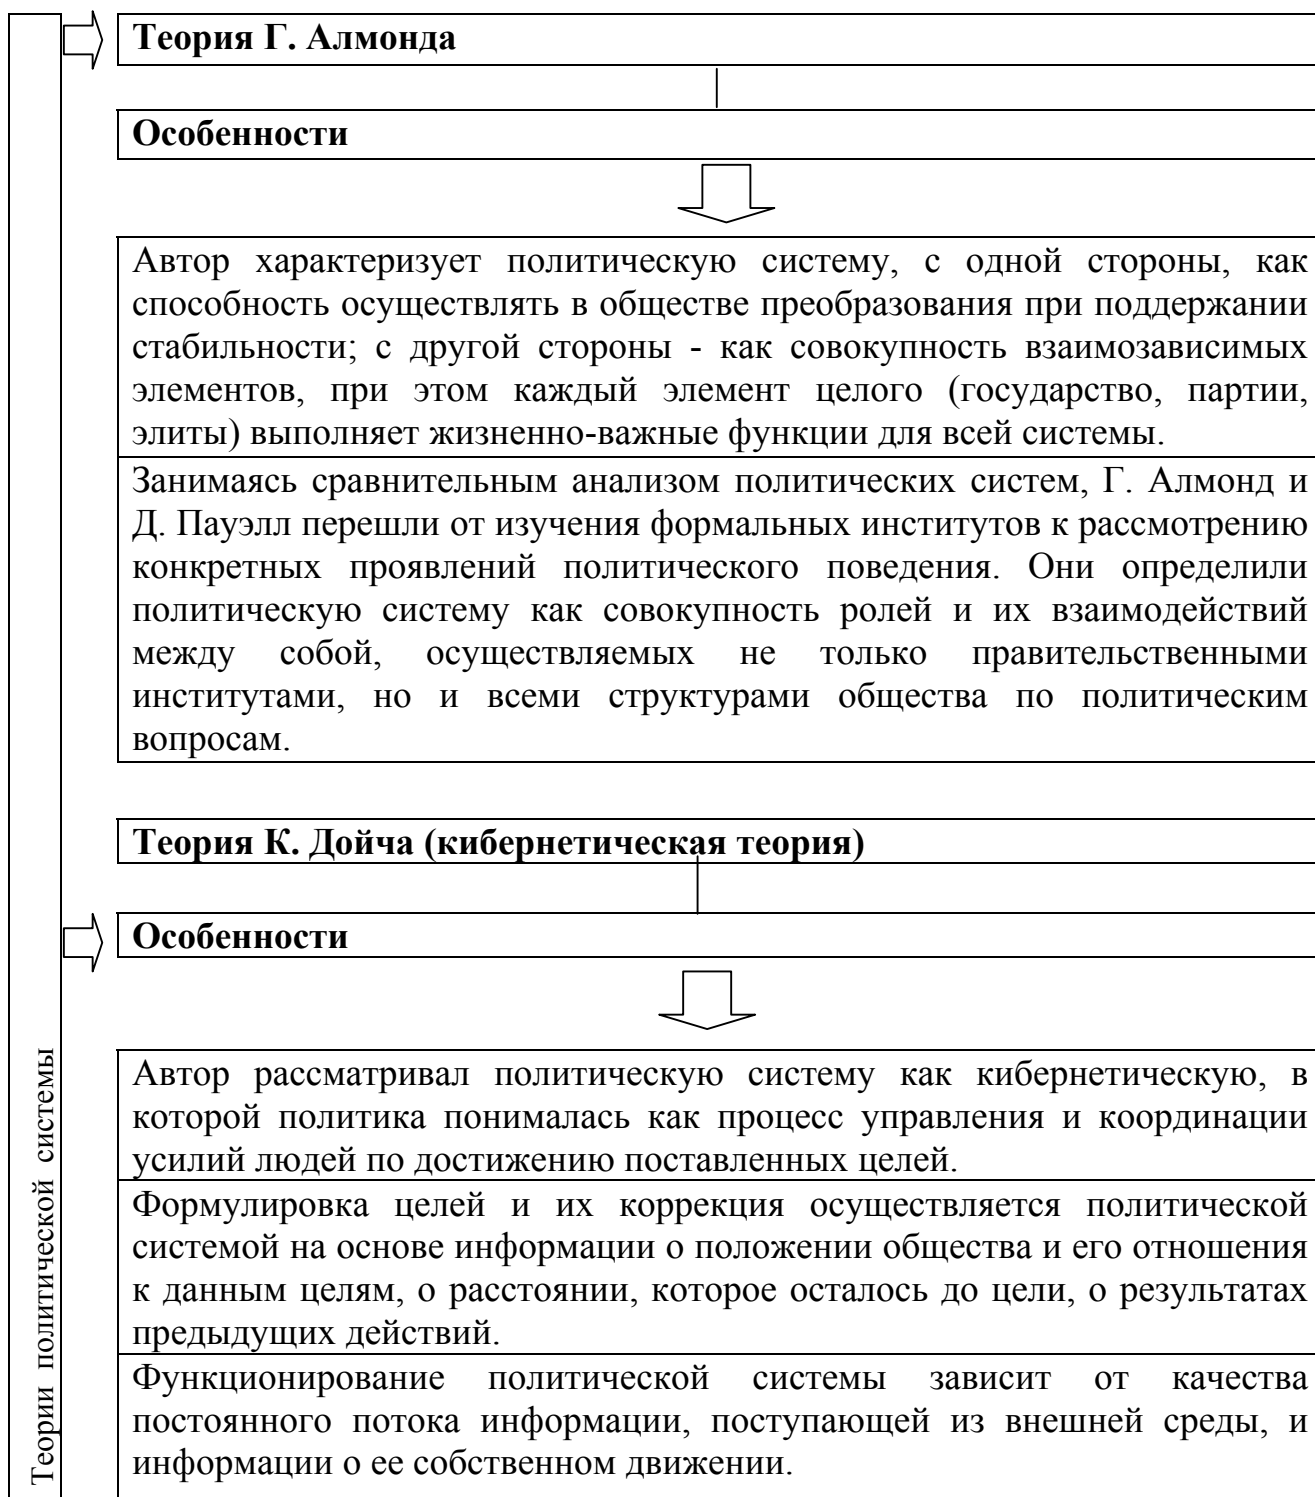 Теория Г. Алмонда
Особенности
Автор характеризует политическую систему, с одной стороны, как
способность осуществлять в обществе преобразования при поддержании
стабильности; с другой стороны - как совокупность взаимозависимых
элементов, при этом каждый элемент целого (государство, партии,
элиты) выполняет жизненно-важные функции для всей системы.
Занимаясь сравнительным анализом политических систем, Г. Алмонд и
Д. Пауэлл перешли от изучения формальных институтов к рассмотрению
конкретных проявлений политического поведения. Они определили
политическую систему как совокупность ролей и их взаимодействий
между собой, осуществляемых не только правительственными
институтами, но и всеми структурами общества по политическим
вопросам.
Теория К. Дойча (кибернетическая теория)
Особенности
Автор рассматривал политическую систему как кибернетическую, в
которой политика понималась как процесс управления и координации
усилий людей по достижению поставленных целей.
Формулировка целей и их коррекция осуществляется политической
системой на основе информации о положении общества и его отношения
к данным целям, о расстоянии, которое осталось до цели, о результатах
предыдущих действий.
Функционирование политической системы зависит от качества
постоянного потока информации, поступающей из внешней среды, и
информации о ее собственном движении.
Теории политической системы